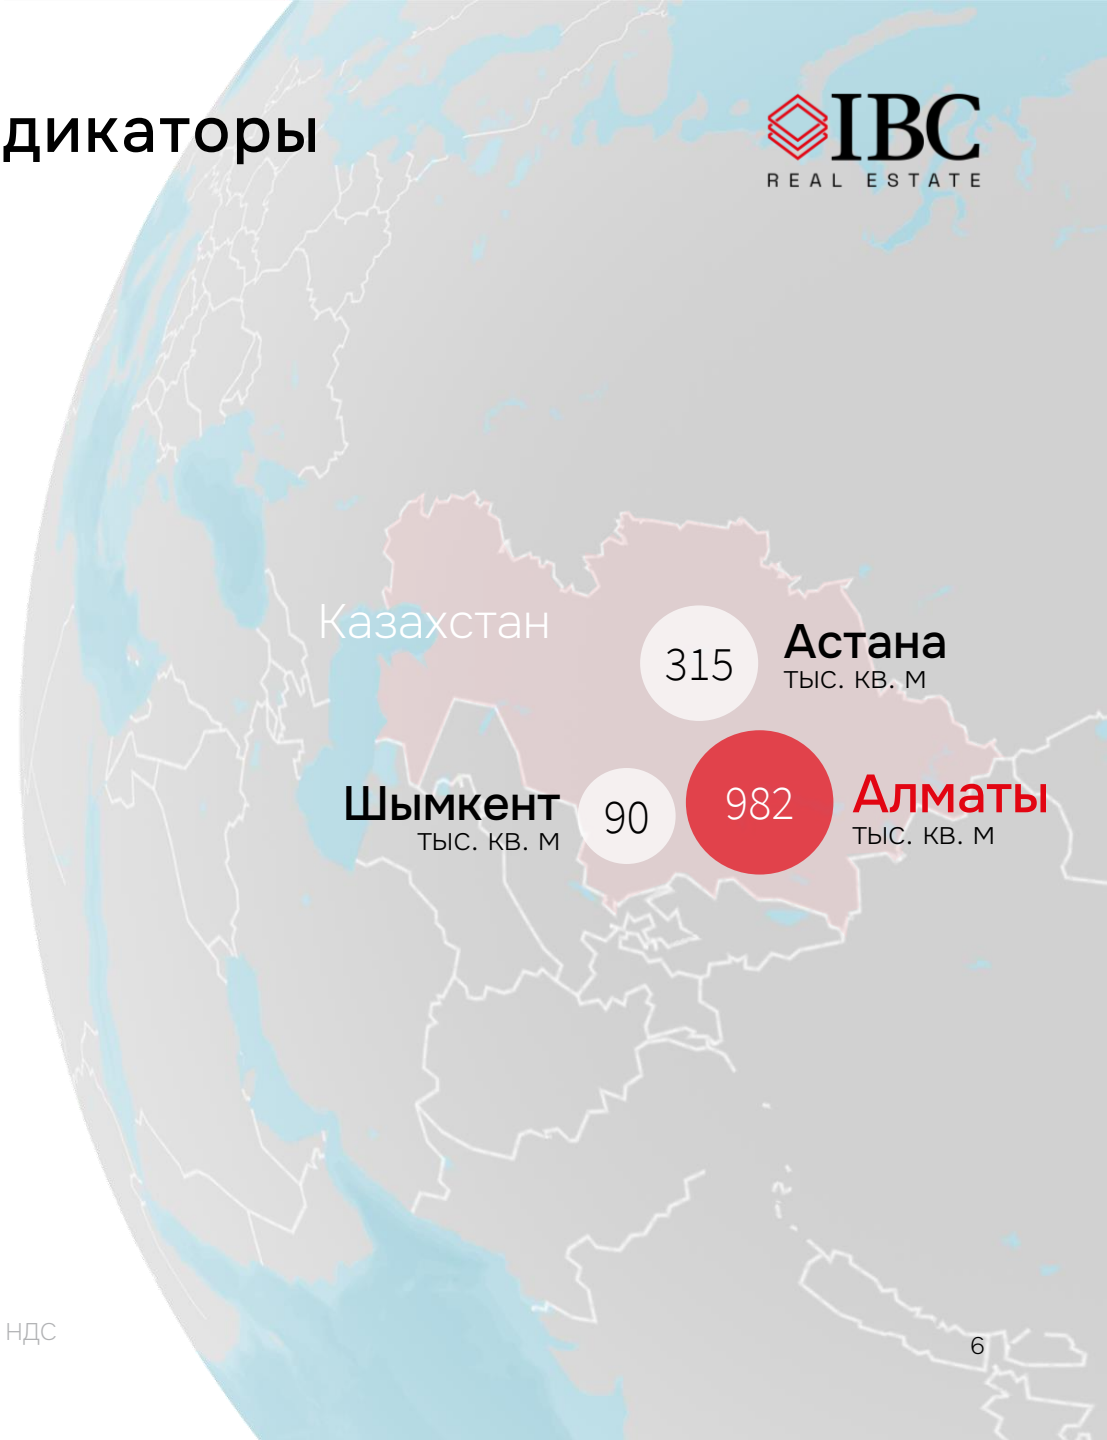 дикаторы
IBC
REAL ESTATE
Казахстан
315
Астана
тыс. кв. м
Шымкент
тыс. кв. м
90
982
Алматы
тыс. кв. м
НДС
6